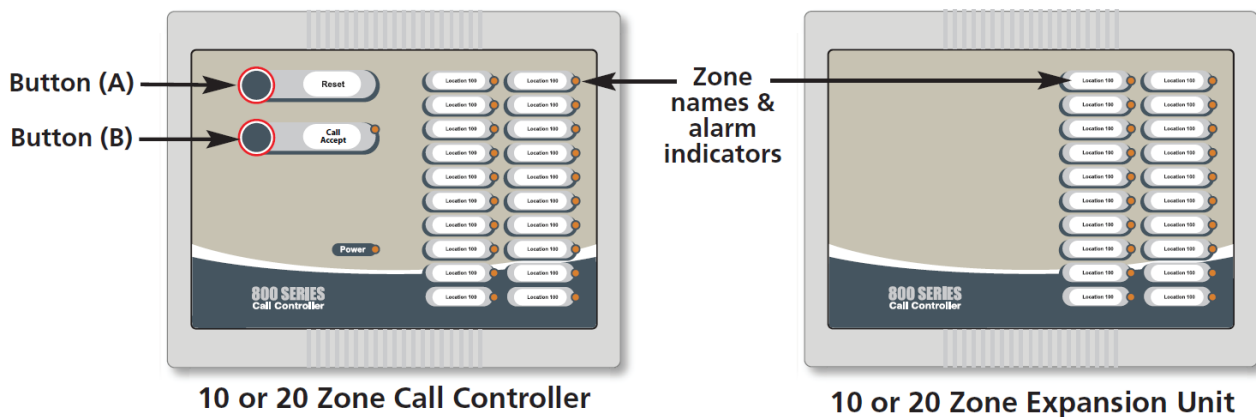 Button (A)
Reset
Button (B)
Call
Accept
Power
800 SERIES
Call Controller
Location 100 Location 100
Location 100 Location 100
Location 100 Location 100
Location 100 Location 100
Location 100 Location 100
Location 100 Location 100
Location 100 Location 100
Location 100 Location 100
Location 100 Location 100
Location 100 Location 100
10 or 20 Zone Call Controller
Zone
names &
alarm
indicators
800 SERIES
Call Controller
Location 100 Location 100
Location 100 Location 100
Location 100 Location 100
Location 100 Location 100
Location 100 Location 100
Location 100 Location 100
Location 100 Location 100
Location 100 Location 100
Location 100 Location 100
Location 100 Location 100
10 or 20 Zone Expansion Unit